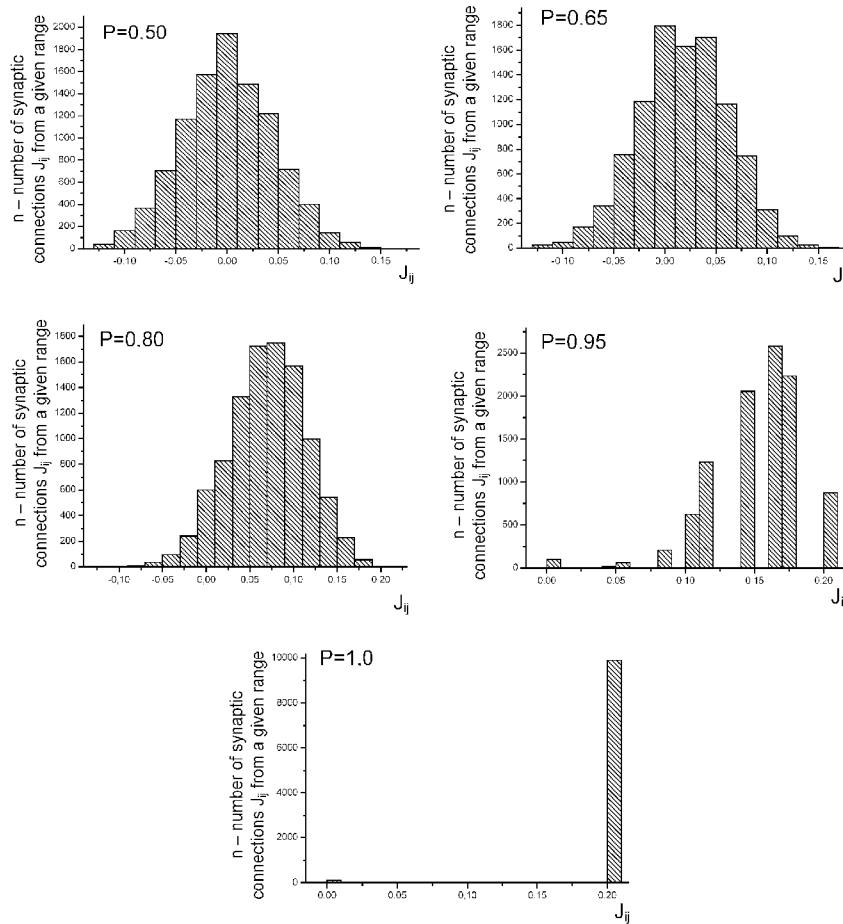 P=0.50
n – number of synaptic
connections Jij from a given range
2000
1800
1600
1400
1200
1000
800
600
400
200
0
-0.10 -0.05 0.00 0.05 0.10 0.15
Jij
P=0.65
n – number of synaptic
connections Jij from a given range
1800
1600
1400
1200
1000
800
600
400
200
0
-0.10 -0.05 0.00 0,05 0,10 0,15
J
P=0.80
n – number of synaptic
connections Jij from a given range
1800
1600
1400
1200
1000
800
600
400
200
0
-0,10 -0.05 0,00 0.05 0,10 0.15 0.20
Jij
P=0.95
n – number of synaptic
connections Jij from a given range
2500
2000
1500
1000
500
0
0.00 0.05 0.10 0.15 0.20
Ji
P=1.0
n – number of synaptic
connections Jij from a given range
10000
8000
6000
4000
2000
0
0.00 0,05 0,10 0,15 0.20
Jij